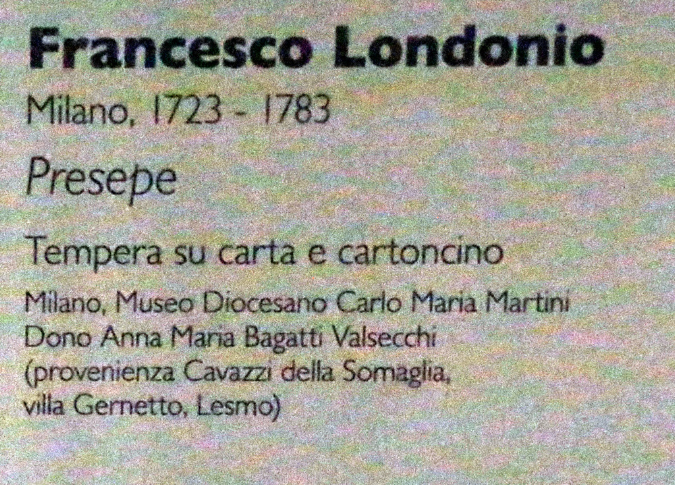 Francesco Londonio
Milano, 1723 - 1783
Presepe
Tempera su carta e cartoncino
Milano, Museo Diocesano Carlo Maria Martini
Dono Anna Maria Bagatti Valsecchi
(provenienza Cavazzi della Somaglia,
villa Gernetto, Lesmo)